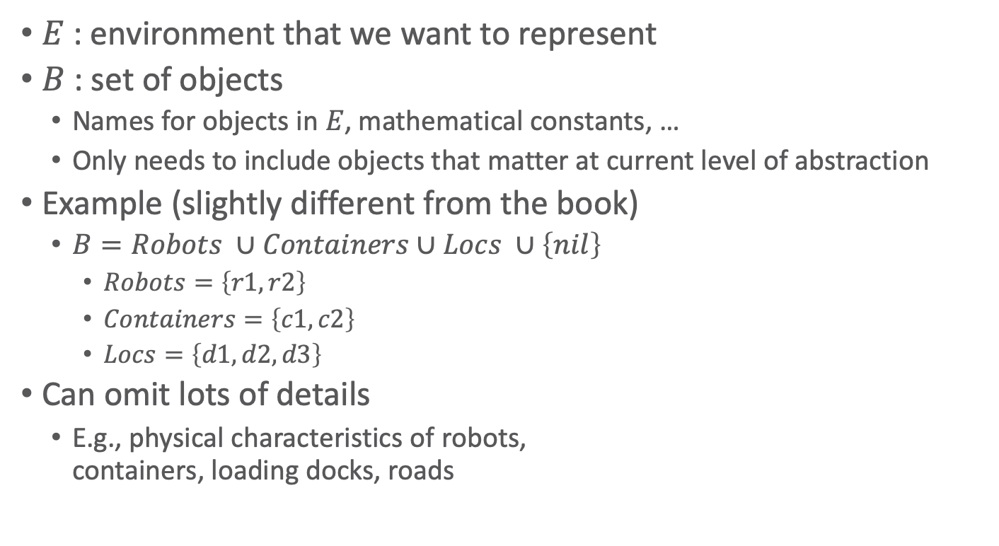 • E : environment that we want to represent
• B : set of objects
• Names for objects in E, mathematical constants, ...
• Only needs to include objects that matter at current level of abstraction
• Example (slightly different from the book)
• B = Robots ∪ Containers ∪ Locs ∪ {nil}
• Robots = {r1, r2}
• Containers = {c1, c2}
• Locs = {d1, d2, d3}
• Can omit lots of details
• E.g., physical characteristics of robots,
containers, loading docks, roads